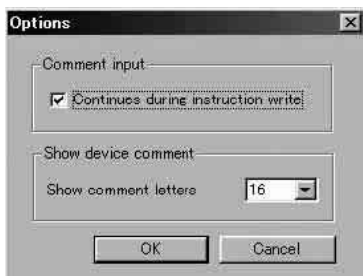 Options
Comment input
Continues during instruction write
Show device comment
Show comment letters 16
OK Cancel